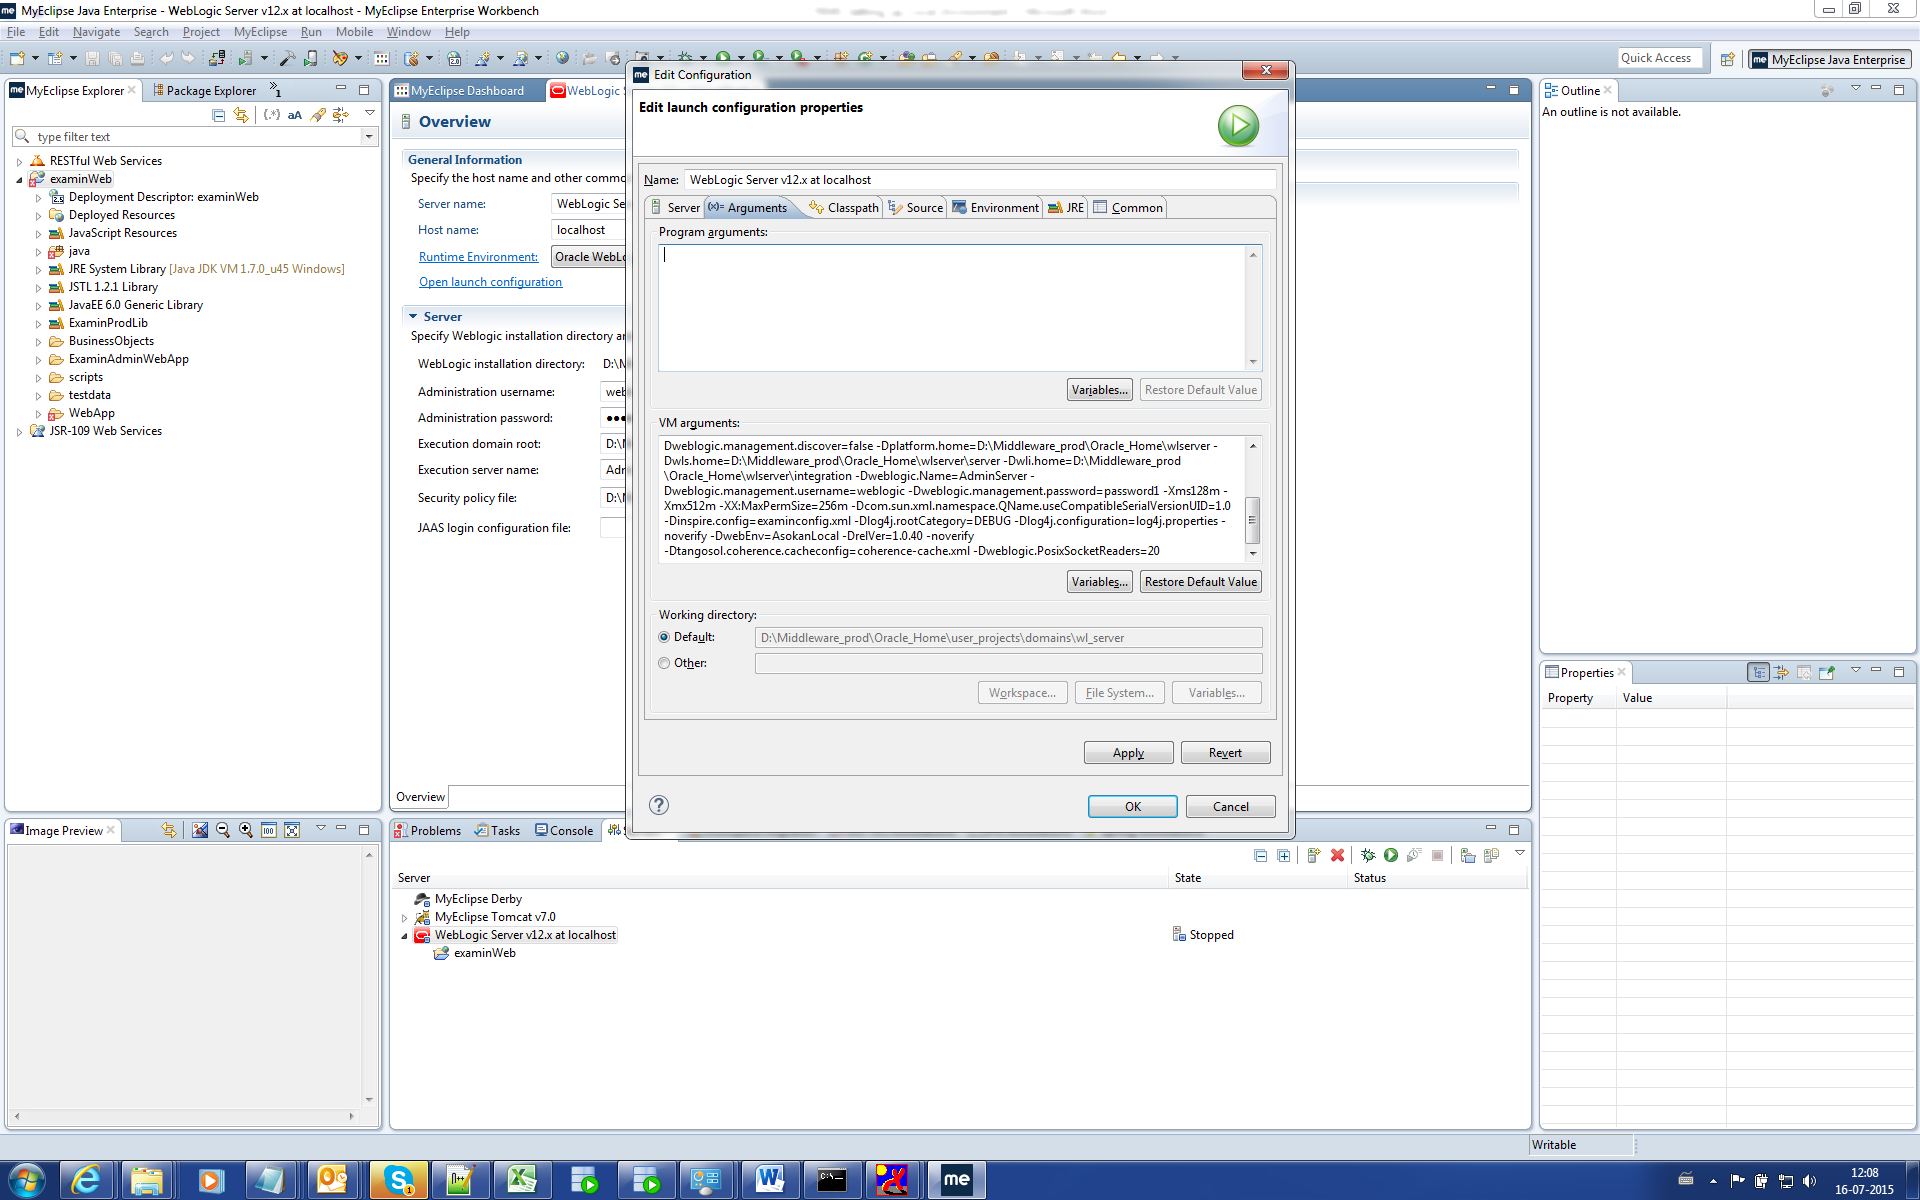 MyEclipse Java Enterprise - WebLogic Server v12.x at localhost - MyEclipse Enterprise Workbench
File Edit Navigate Search Project MyEclipse Run Mobile Window Help
Quick Access
MyEclipse Java Enterprise
MyEclipse Explorer
Package Explorer
type filter text
RESTful Web Services
examinWeb
Deployment Descriptor: examinWeb
Deployed Resources
JavaScript Resources
java
JRE System Library [Java JDK VM 1.7.0_u45 Windows]
JSTL 1.2.1 Library
JavaEE 6.0 Generic Library
ExaminProdLib
BusinessObjects
ExaminAdminWebApp
scripts
testdata
WebApp
JSR-109 Web Services
MyEclipse Dashboard
WebLogic
Overview
General Information
Specify the host name and other
Server name:
WebLogic Se
Host name:
localhost
Runtime Environment:
Oracle WebLo
Open launch configuration
Server
Specify Weblogic installation directory
WebLogic installation directory:
D:\
Administration username:
web
Administration password:
Execution domain root:
D:\
Execution server name:
Adr
Security policy file:
D:\
JAAS login configuration file:
Overview
Edit Configuration
Edit launch configuration properties
Name:
WebLogic Server v12.x at localhost
Server
Arguments
Classpath
Source
Environment
JRE
Common
Program arguments:
Variables...
Restore Default Value
VM arguments:
Dweblogic.management.discover=false -Dplatform.home=D:\Middleware_prod\Oracle_Home\wlserver -
Dwls.home=D:\Middleware_prod\Oracle_Home\wlserver\server -Dwli.home=D:\Middleware_prod
\Oracle_Home\wlserver\integration -Dweblogic.Name=AdminServer -
Dweblogic.management.username=weblogic -Dweblogic.management.password=password1 -Xms128m -
Xmx512m -XX:MaxPermSize=256m -Dcom.sun.xml.namespace.QName.useCompatibleSerialVersionUID=1.0
-Dinspire.config=examinconfig.xml -Dlog4j.rootCategory=DEBUG -Dlog4j.configuration=log4j.properties -
noverify -DwebEnv=AsokanLocal -DrelVer=1.0.40 -noverify
-Dtangosol.coherence.cacheconfig=coherence-cache.xml -Dweblogic.PosixSocketReaders=20
Variables...
Restore Default Value
Working directory:
Default:
D:\Middleware_prod\Oracle_Home\user_projects\domains\wl_server
Other:
Workspace...
File System...
Variables...
Apply
Revert
OK
Cancel
Outline
An outline is not available.
Properties
Property
Value
Image Preview
Problems
Tasks
Console
Server
State
Status
MyEclipse Derby
MyEclipse Tomcat v7.0
WebLogic Server v12.x at localhost
Stopped
examinWeb
Writable
12:08
16-07-2015